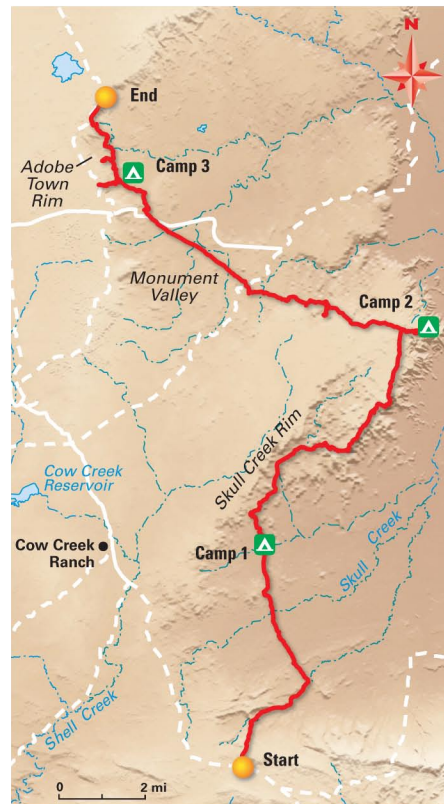 N
End
Camp 3
Adobe
Town
Rim
Monument
Valley
Camp 2
Skull Creek Rim
Cow Creek
Reservoir
Cow Creek
Ranch
Camp 1
Skull Creek
Shell Creek
Start
0 2 mi